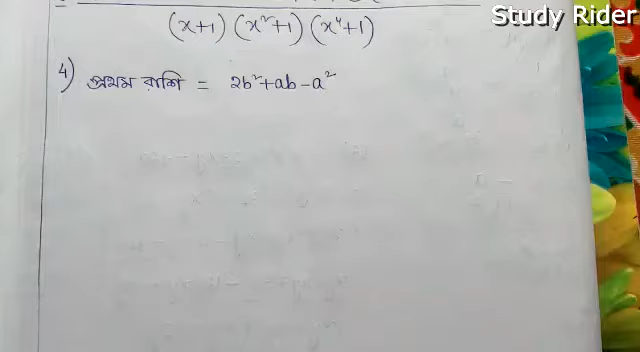 Study Rider
(x+1) (x²+1) (x⁴+1)
4) প্রথম রাশি = 2b²+ab-a²